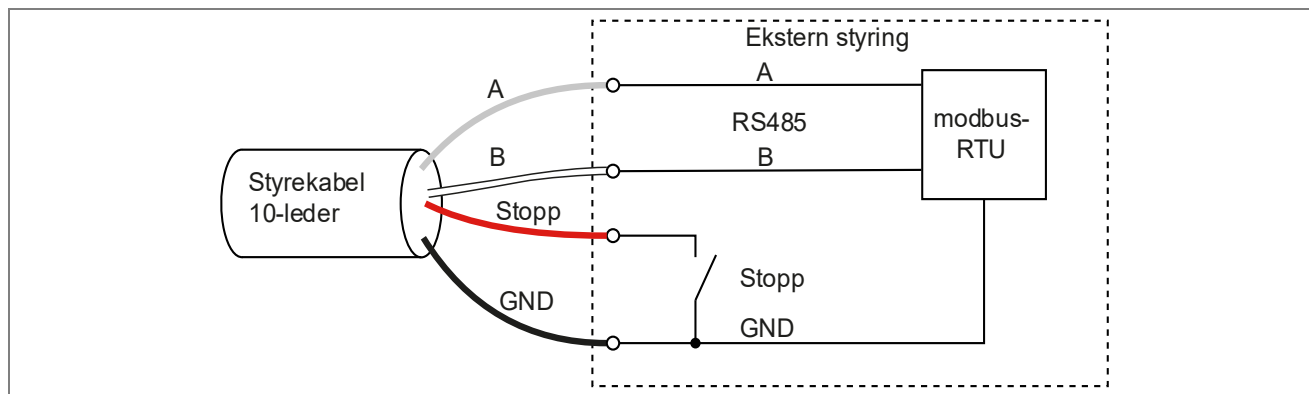 Ekstern styring
A
A
RS485
modbus-
RTU
B
B
Styrekabel
10-leder
Stopp
Stopp
GND
GND